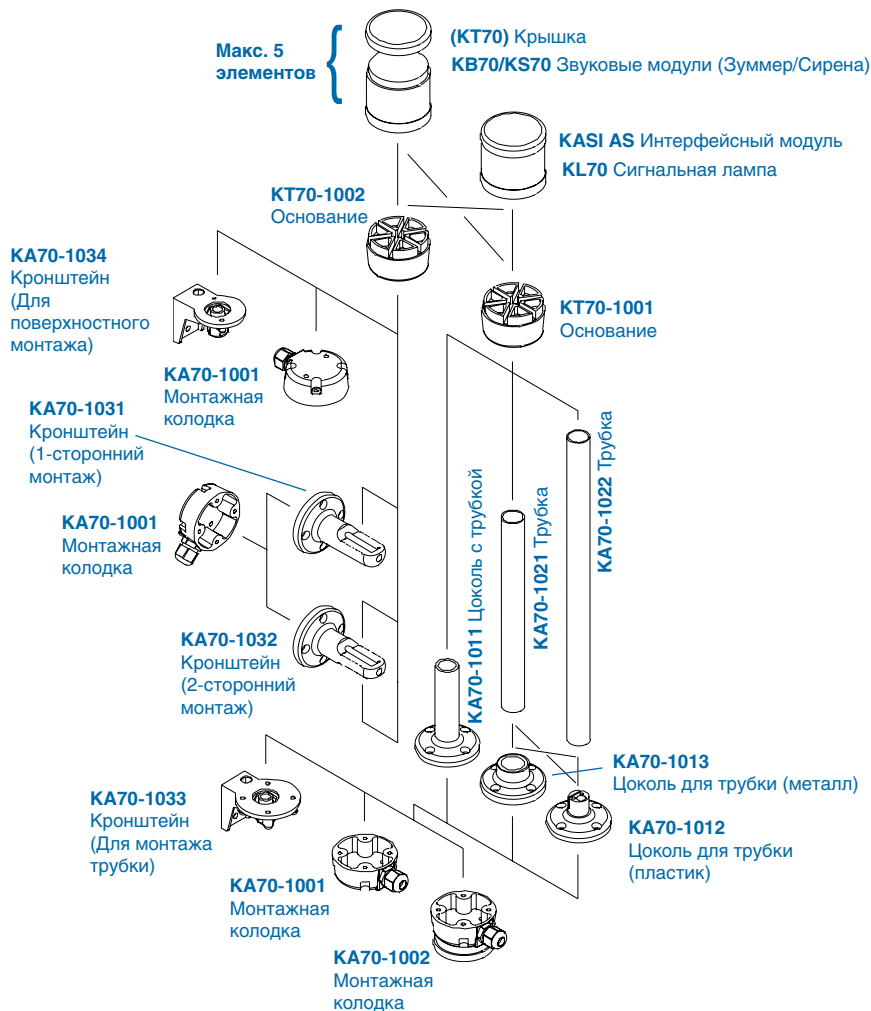 Макс. 5
элементов
(KT70) Крышка
KB70/KS70 Звуковые модули (Зуммер/Сирена)
KASI AS Интерфейсный модуль
KL70 Сигнальная лампа
KT70-1002
Основание
KA70-1034
Кронштейн
(Для
поверхностного
монтажа)
KT70-1001
Основание
KA70-1001
Монтажная
колодка
KA70-1031
Кронштейн
(1-сторонний
монтаж)
KA70-1001
Монтажная
колодка
KA70-1032
Кронштейн
(2-сторонний
монтаж)
KA70-1011 Цоколь с трубкой
KA70-1021 Трубка
KA70-1022 Трубка
KA70-1013
Цоколь для трубки (металл)
KA70-1012
Цоколь для трубки
(пластик)
KA70-1033
Кронштейн
(Для монтажа
трубки)
KA70-1001
Монтажная
колодка
KA70-1002
Монтажная
колодка